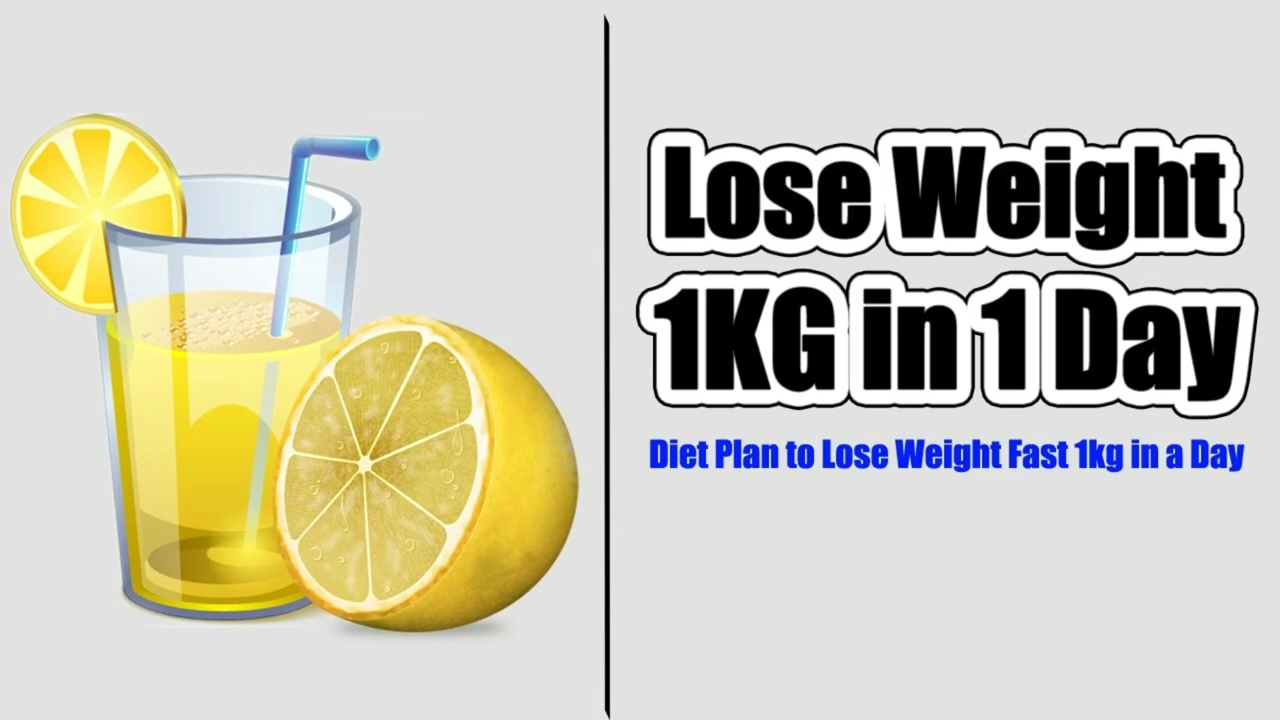 Lose Weight
1KG in 1 Day
Diet Plan to Lose Weight Fast 1kg in a Day